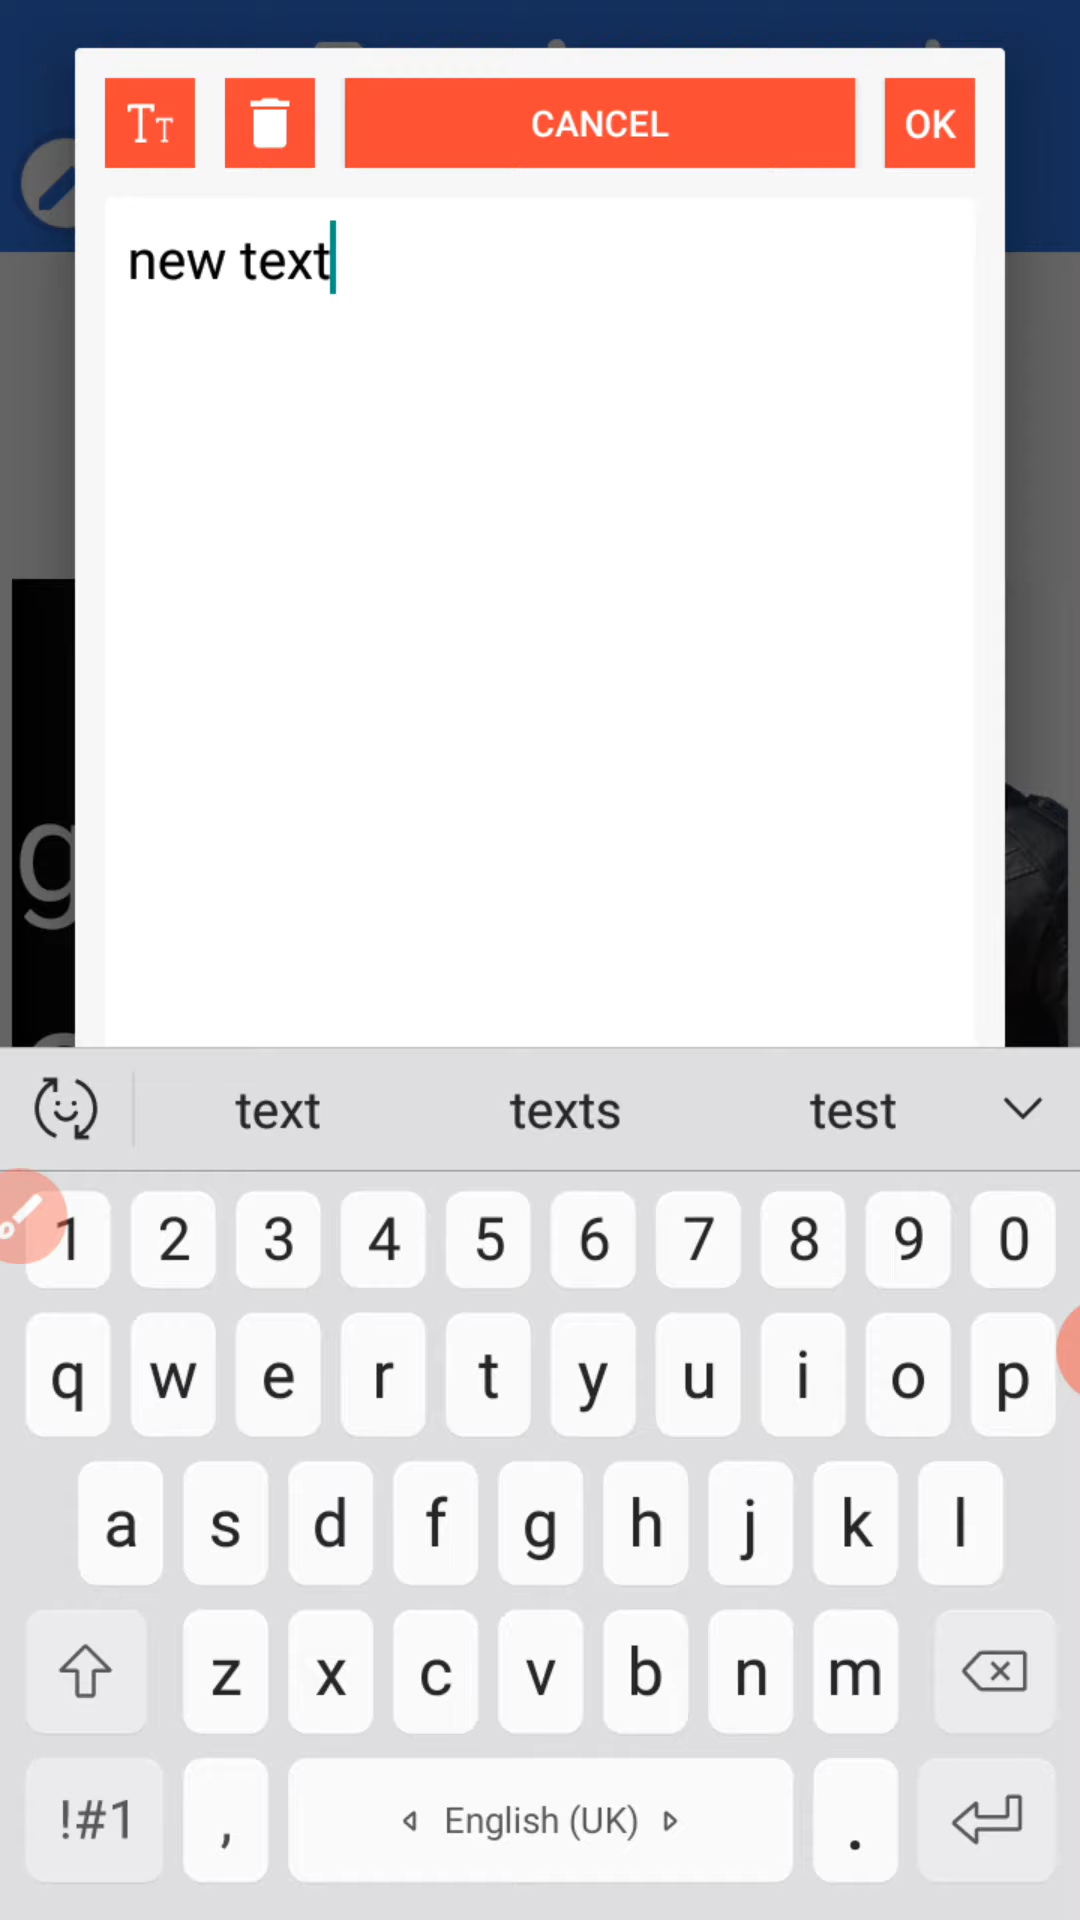 TT CANCEL OK
new text
g
text texts test
1 2 3 4 5 6 7 8 9 0
q w e r t y u i o p
a s d f g h j k l
z x c v b n m
!#1 , English (UK) .